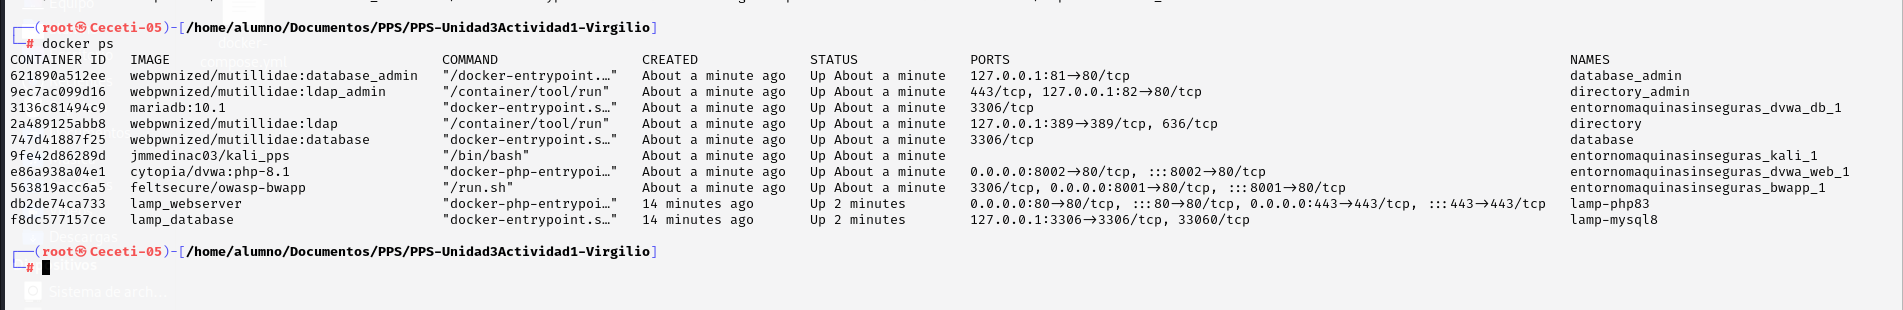 ┌──(root㉿Ceceti-05)-[/home/alumno/Documentos/PPS/PPS-Unidad3Actividad1-Virgilio]
└─# docker ps
CONTAINER ID   IMAGE                               COMMAND                  CREATED              STATUS              PORTS                                                                      NAMES
621890a512ee   webpwnized/mutillidae:database_admin   "/docker-entrypoint.…"   About a minute ago   Up About a minute   127.0.0.1:81→80/tcp   database_admin
9ec7ac099d16   webpwnized/mutillidae:ldap_admin   "/container/tool/run"   About a minute ago   Up About a minute   443/tcp, 127.0.0.1:82→80/tcp   directory_admin
3136c81494c9   mariadb:10.1   "docker-entrypoint.s…"   About a minute ago   Up About a minute   3306/tcp   entornomaquinasinseguras_dvwa_db_1
2a489125abb8   webpwnized/mutillidae:ldap   "/container/tool/run"   About a minute ago   Up About a minute   127.0.0.1:389→389/tcp, 636/tcp   directory
747d41887f25   webpwnized/mutillidae:database   "docker-entrypoint.s…"   About a minute ago   Up About a minute   3306/tcp   database
9fe42d86289d   jmmedinac03/kali_pps   "/bin/bash"   About a minute ago   Up About a minute   entornomaquinasinseguras_kali_1
e86a938a04e1   cytopia/dvwa:php-8.1   "docker-php-entrypoi…"   About a minute ago   Up About a minute   0.0.0.0:8002→80/tcp, :::8002→80/tcp   entornomaquinasinseguras_dvwa_web_1
563819acc6a5   feltsecure/owasp-bwapp   "/run.sh"   About a minute ago   Up About a minute   3306/tcp, 0.0.0.0:8001→80/tcp, :::8001→80/tcp   entornomaquinasinseguras_bwapp_1
db2de74ca733   lamp_webserver   "docker-php-entrypoi…"   14 minutes ago   Up 2 minutes   0.0.0.0:80→80/tcp, :::80→80/tcp, 0.0.0.0:443→443/tcp, :::443→443/tcp   lamp-php83
f8dc577157ce   lamp_database   "docker-entrypoint.s…"   14 minutes ago   Up 2 minutes   127.0.0.1:3306→3306/tcp, 33060/tcp   lamp-mysql8
┌──(root㉿Ceceti-05)-[/home/alumno/Documentos/PPS/PPS-Unidad3Actividad1-Virgilio]
└─#
Sistema de arch...